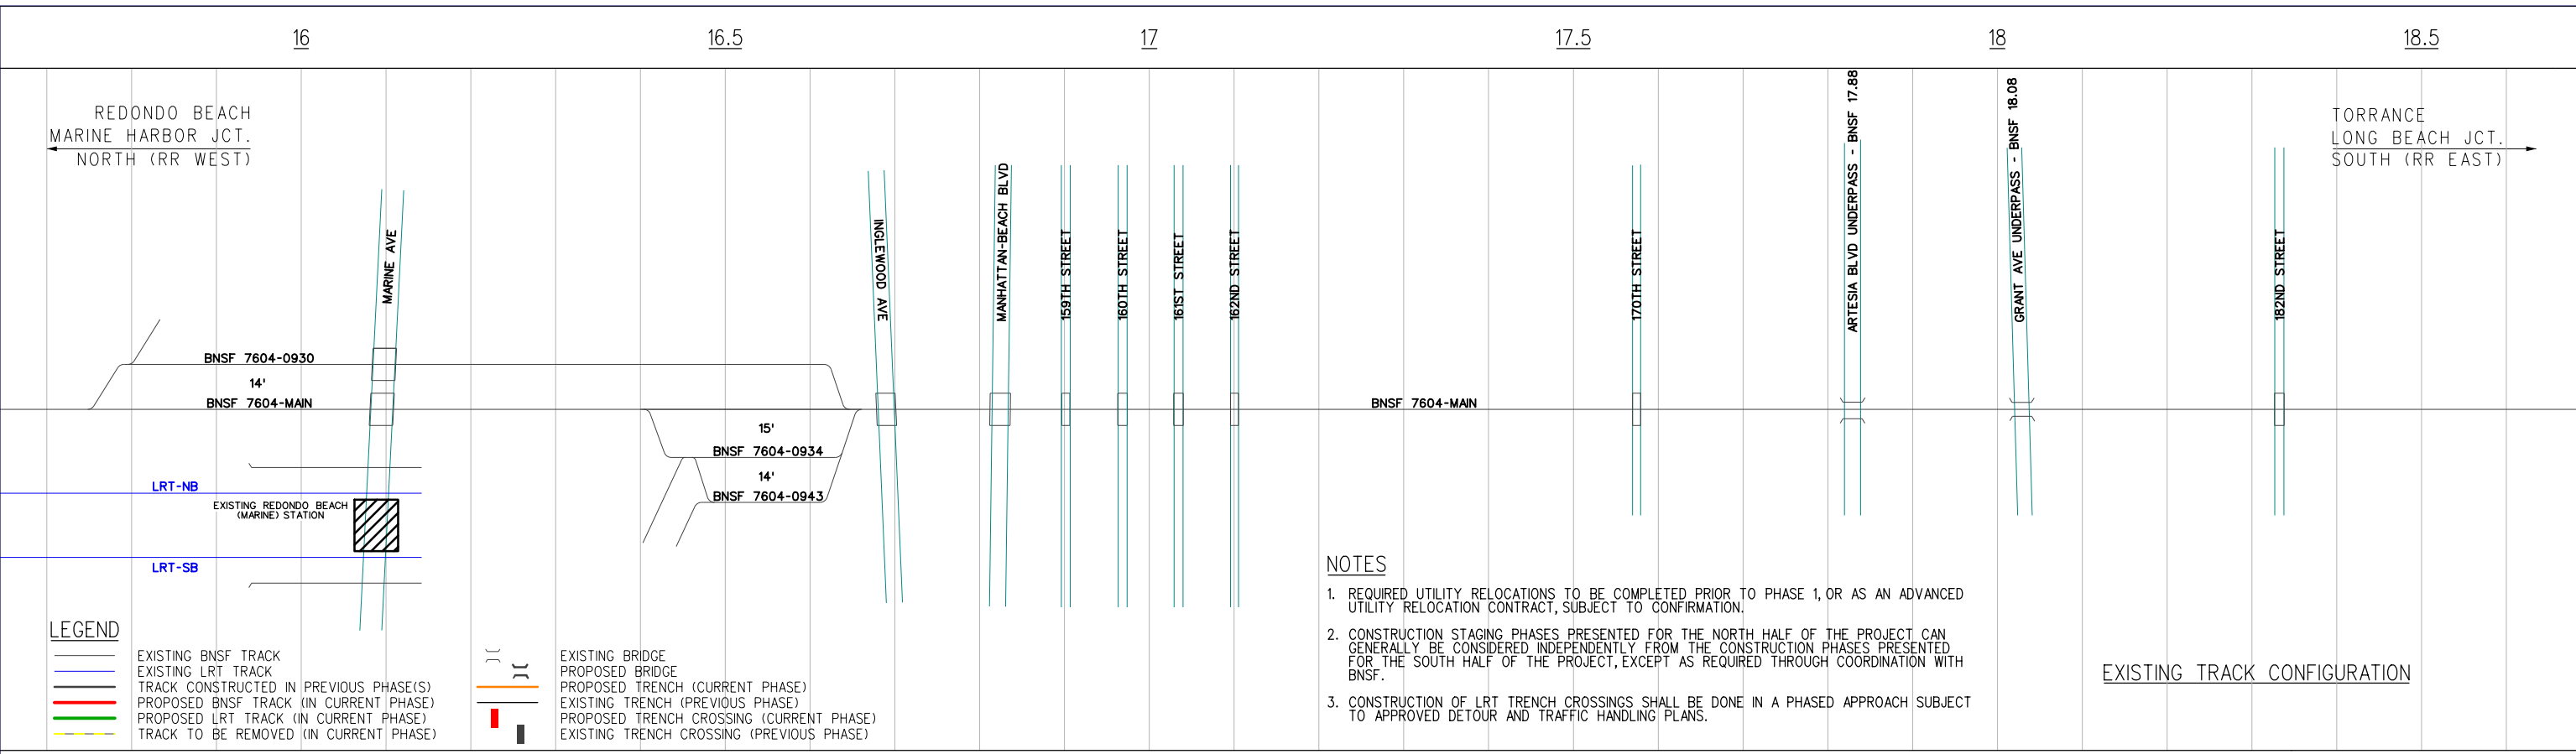 16
16.5
17
17.5
18
18.5
REDONDO BEACH
MARINE HARBOR JCT.
NORTH (RR WEST)
TORRANCE
LONG BEACH JCT.
SOUTH (RR EAST)
MARINE AVE
INGLEWOOD AVE
MANHATTAN-BEACH BLVD
159TH STREET
160TH STREET
161ST STREET
162ND STREET
170TH STREET
ARTESIA BLVD UNDERPASS - BNSF 17.88
GRANT AVE UNDERPASS - BNSF 18.08
182ND STREET
BNSF 7604-0930
14'
BNSF 7604-MAIN
BNSF 7604-MAIN
15'
BNSF 7604-0934
14'
BNSF 7604-0943
LRT-NB
EXISTING REDONDO BEACH
(MARINE) STATION
LRT-SB
LEGEND
EXISTING BNSF TRACK
EXISTING LRT TRACK
TRACK CONSTRUCTED IN PREVIOUS PHASE(S)
PROPOSED BNSF TRACK (IN CURRENT PHASE)
PROPOSED LRT TRACK (IN CURRENT PHASE)
TRACK TO BE REMOVED (IN CURRENT PHASE)
EXISTING BRIDGE
PROPOSED BRIDGE
PROPOSED TRENCH (CURRENT PHASE)
EXISTING TRENCH (PREVIOUS PHASE)
PROPOSED TRENCH CROSSING (CURRENT PHASE)
EXISTING TRENCH CROSSING (PREVIOUS PHASE)
NOTES
1. REQUIRED UTILITY RELOCATIONS TO BE COMPLETED PRIOR TO PHASE 1, OR AS AN ADVANCED
UTILITY RELOCATION CONTRACT, SUBJECT TO CONFIRMATION.
2. CONSTRUCTION STAGING PHASES PRESENTED FOR THE NORTH HALF OF THE PROJECT CAN
GENERALLY BE CONSIDERED INDEPENDENTLY FROM THE CONSTRUCTION PHASES PRESENTED
FOR THE SOUTH HALF OF THE PROJECT, EXCEPT AS REQUIRED THROUGH COORDINATION WITH
BNSF.
3. CONSTRUCTION OF LRT TRENCH CROSSINGS SHALL BE DONE IN A PHASED APPROACH SUBJECT
TO APPROVED DETOUR AND TRAFFIC HANDLING PLANS.
EXISTING TRACK CONFIGURATION